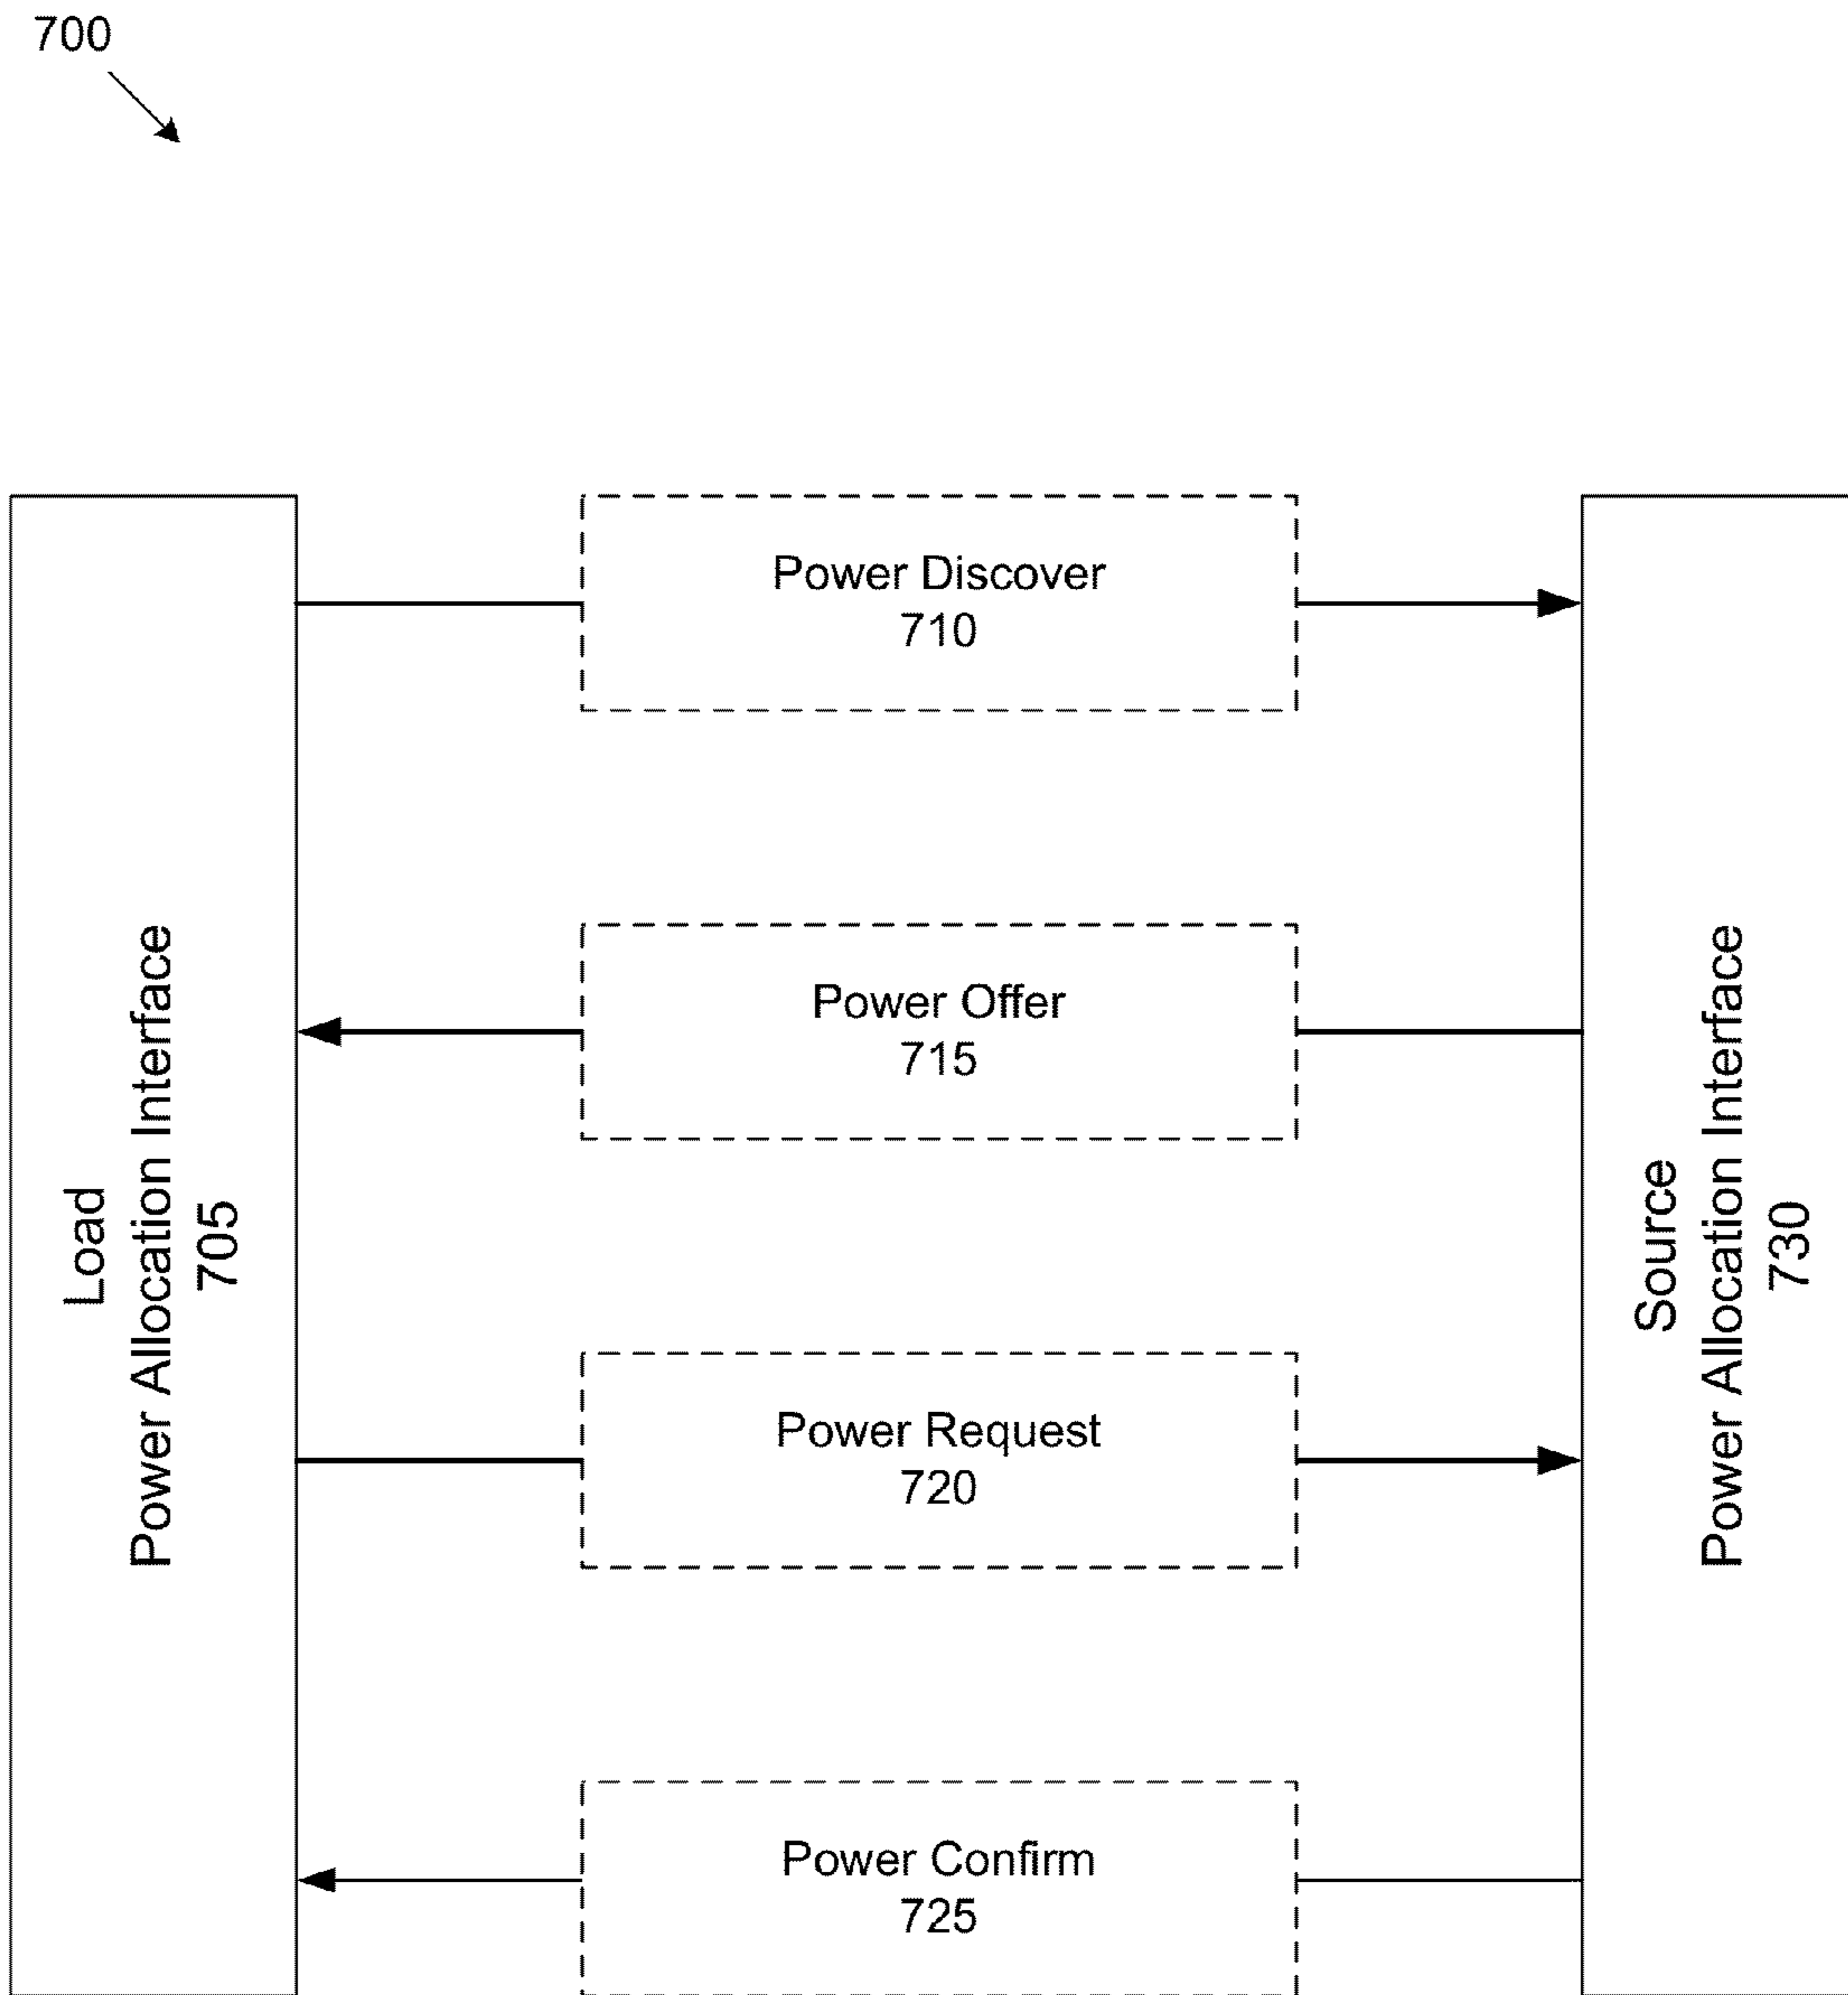 700
Power Discover
710
Power Offer
715
Power Request
720
Power Confirm
725
Load
Power Allocation Interface
705
Source
Power Allocation Interface
730